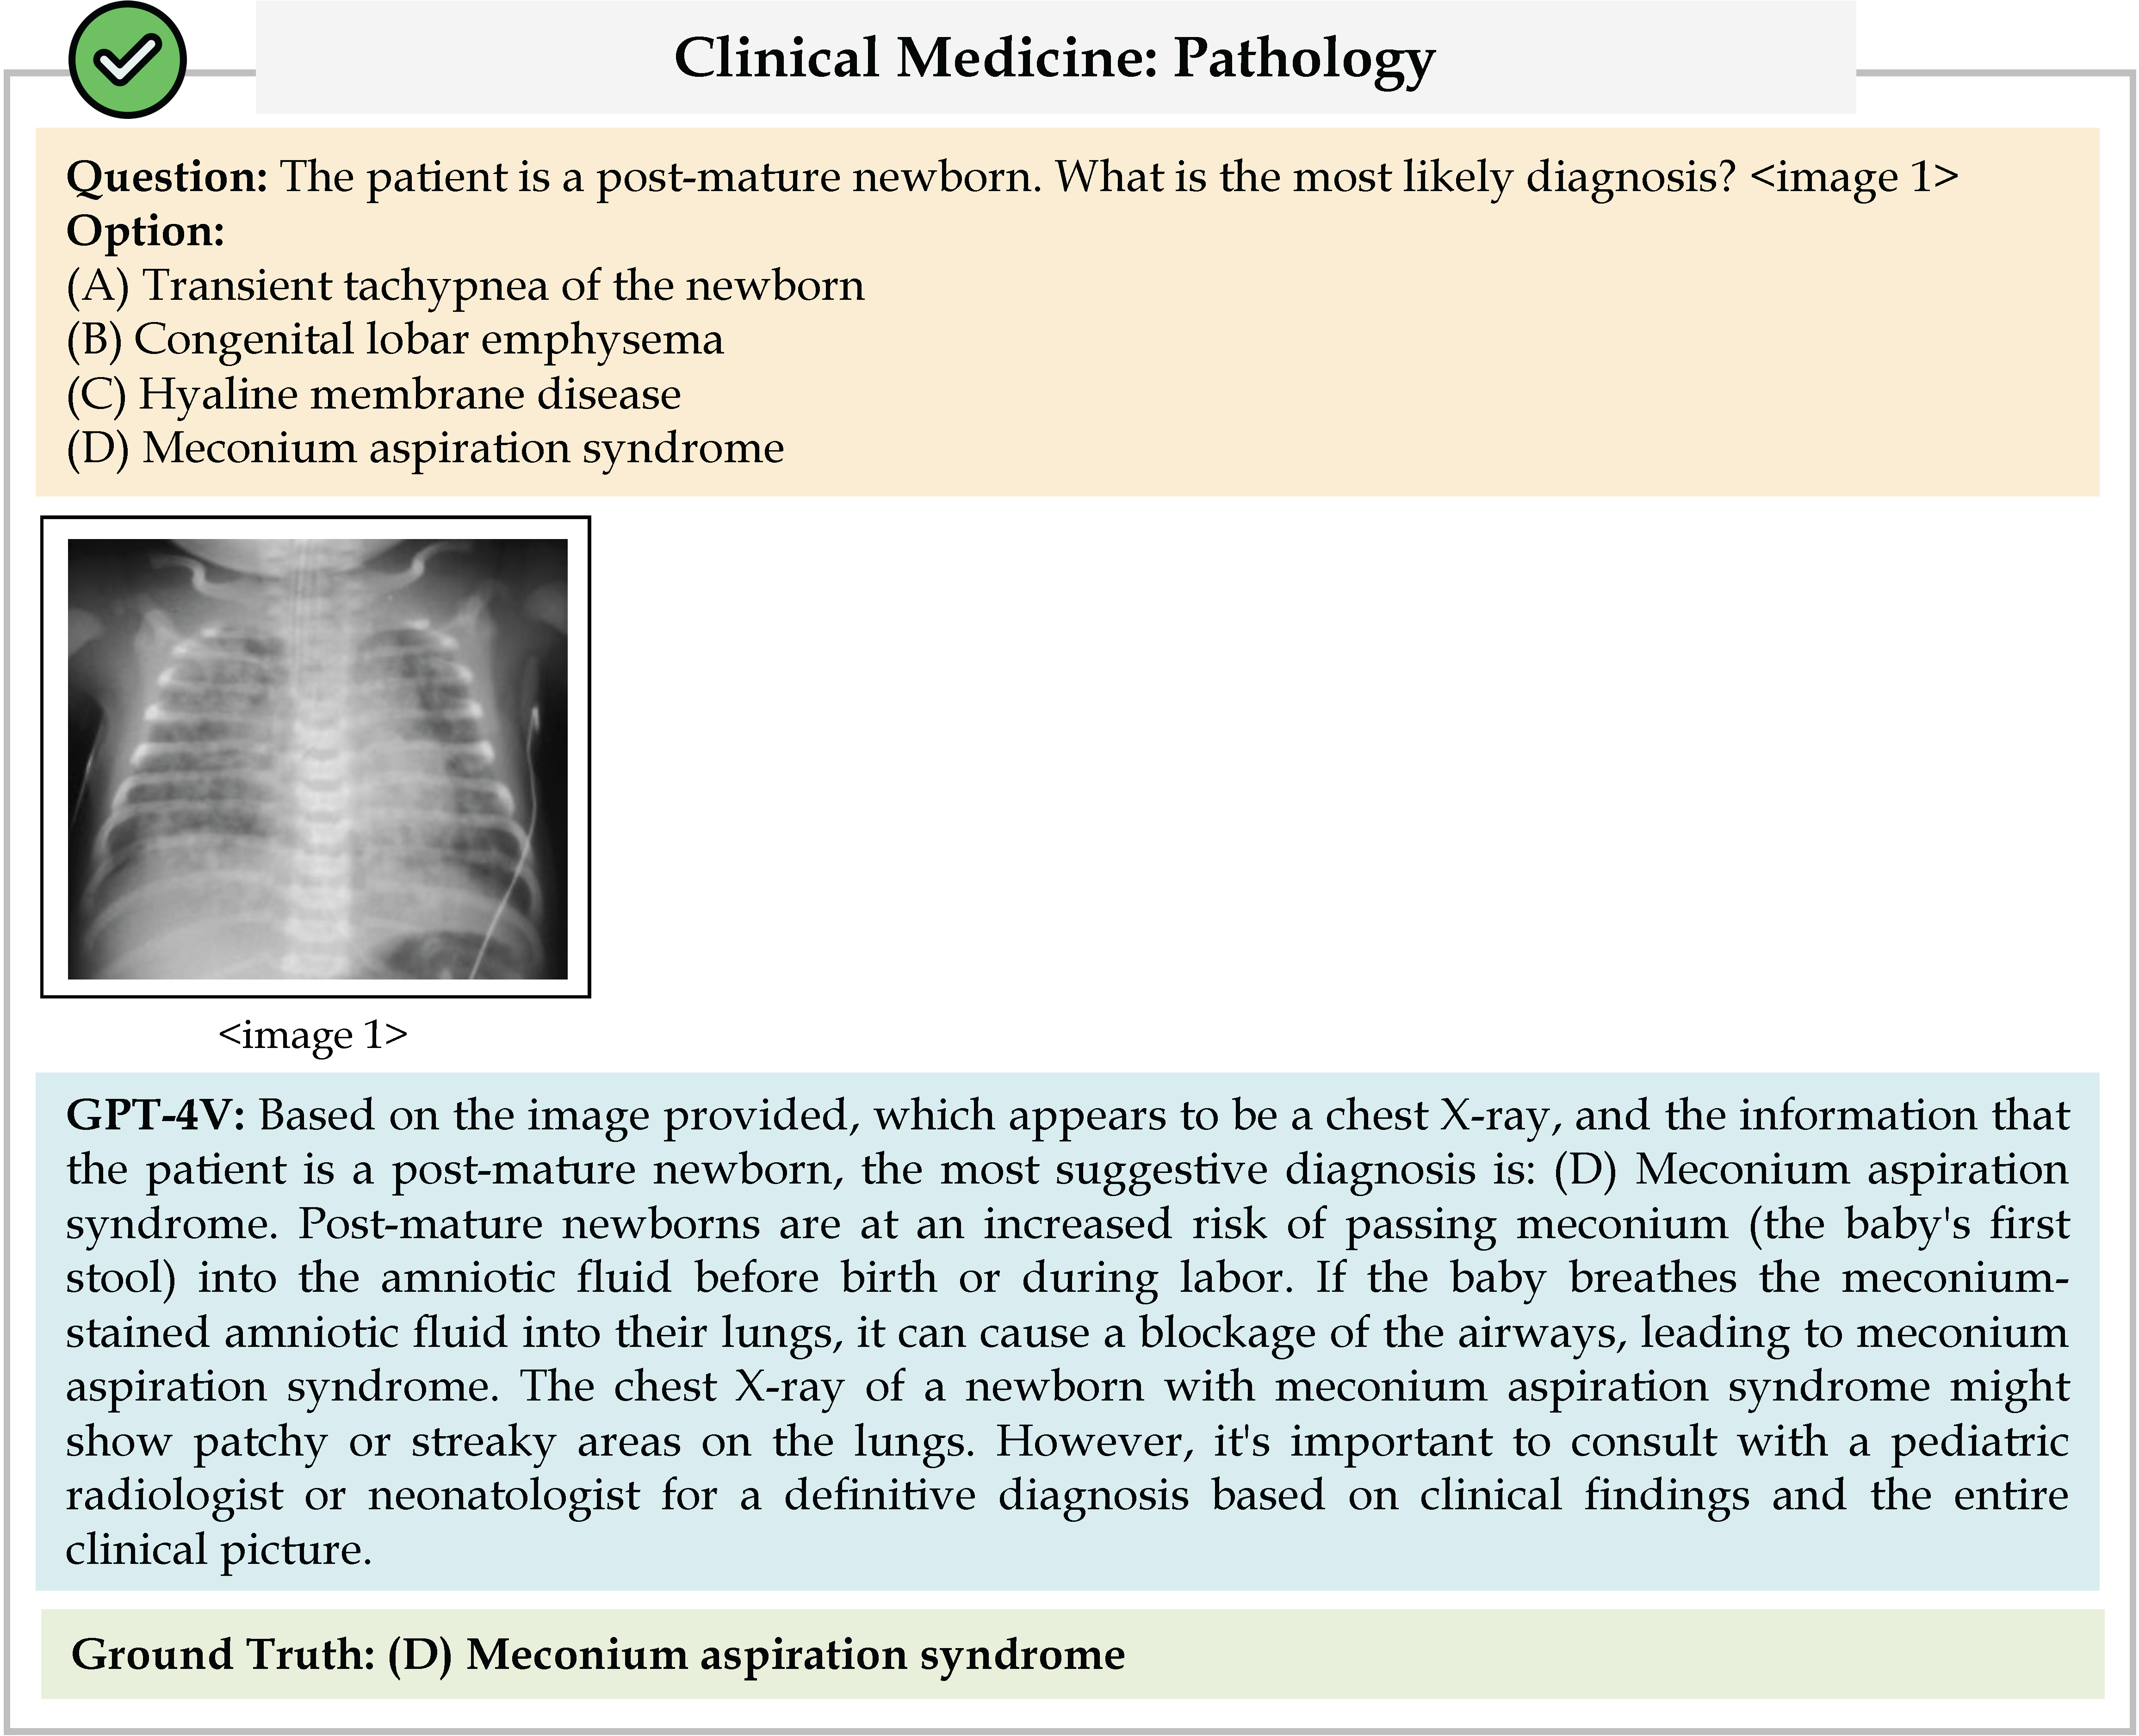 Clinical Medicine: Pathology
Question: The patient is a post-mature newborn. What is the most likely diagnosis? <image 1>
Option:
(A) Transient tachypnea of the newborn
(B) Congenital lobar emphysema
(C) Hyaline membrane disease
(D) Meconium aspiration syndrome
<image 1>
GPT-4V: Based on the image provided, which appears to be a chest X-ray, and the information that
the patient is a post-mature newborn, the most suggestive diagnosis is: (D) Meconium aspiration
syndrome. Post-mature newborns are at an increased risk of passing meconium (the baby's first
stool) into the amniotic fluid before birth or during labor. If the baby breathes the meconium-
stained amniotic fluid into their lungs, it can cause a blockage of the airways, leading to meconium
aspiration syndrome. The chest X-ray of a newborn with meconium aspiration syndrome might
show patchy or streaky areas on the lungs. However, it's important to consult with a pediatric
radiologist or neonatologist for a definitive diagnosis based on clinical findings and the entire
clinical picture.
Ground Truth: (D) Meconium aspiration syndrome